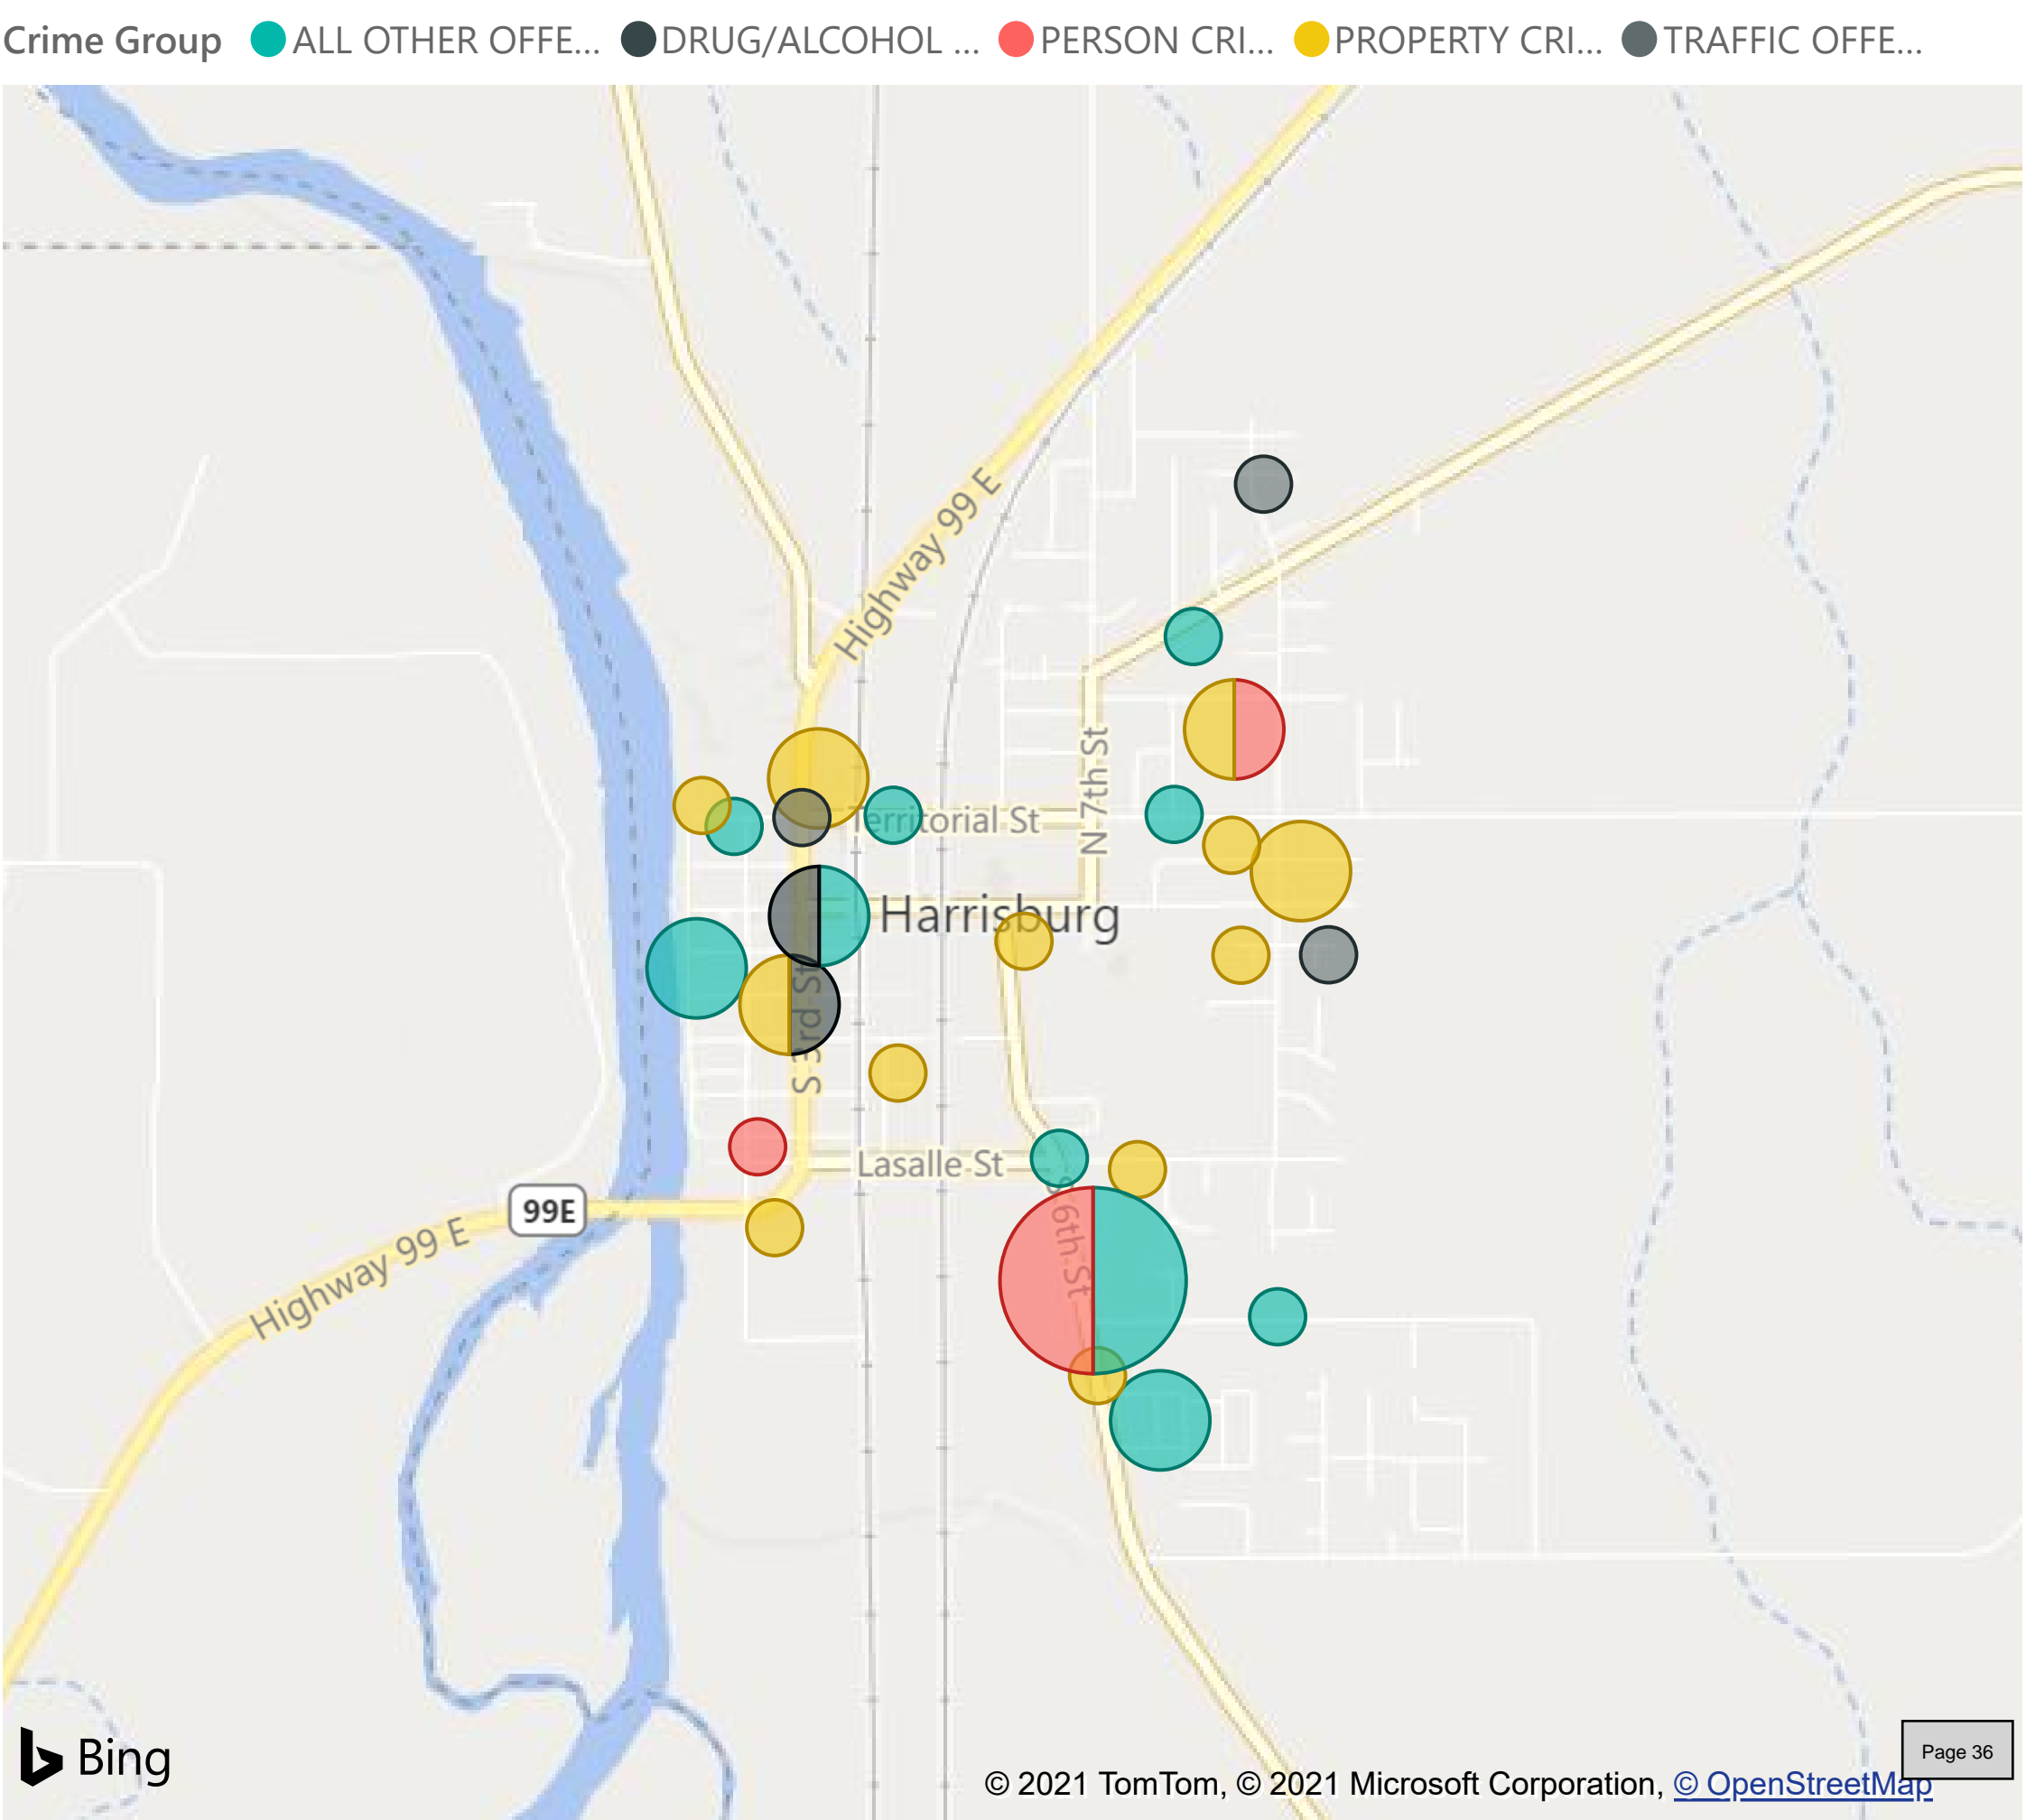 Crime Group ALL OTHER OFFE... DRUG/ALCOHOL ... PERSON CRI... PROPERTY CRI... TRAFFIC OFFE...
Highway 99 E
N 7th St
Territorial St
Harrisburg
S 3rd St
Lasalle St
99E
S 6th St
Highway 99 E
Bing
Page 36
© 2021 TomTom, © 2021 Microsoft Corporation, © OpenStreetMap